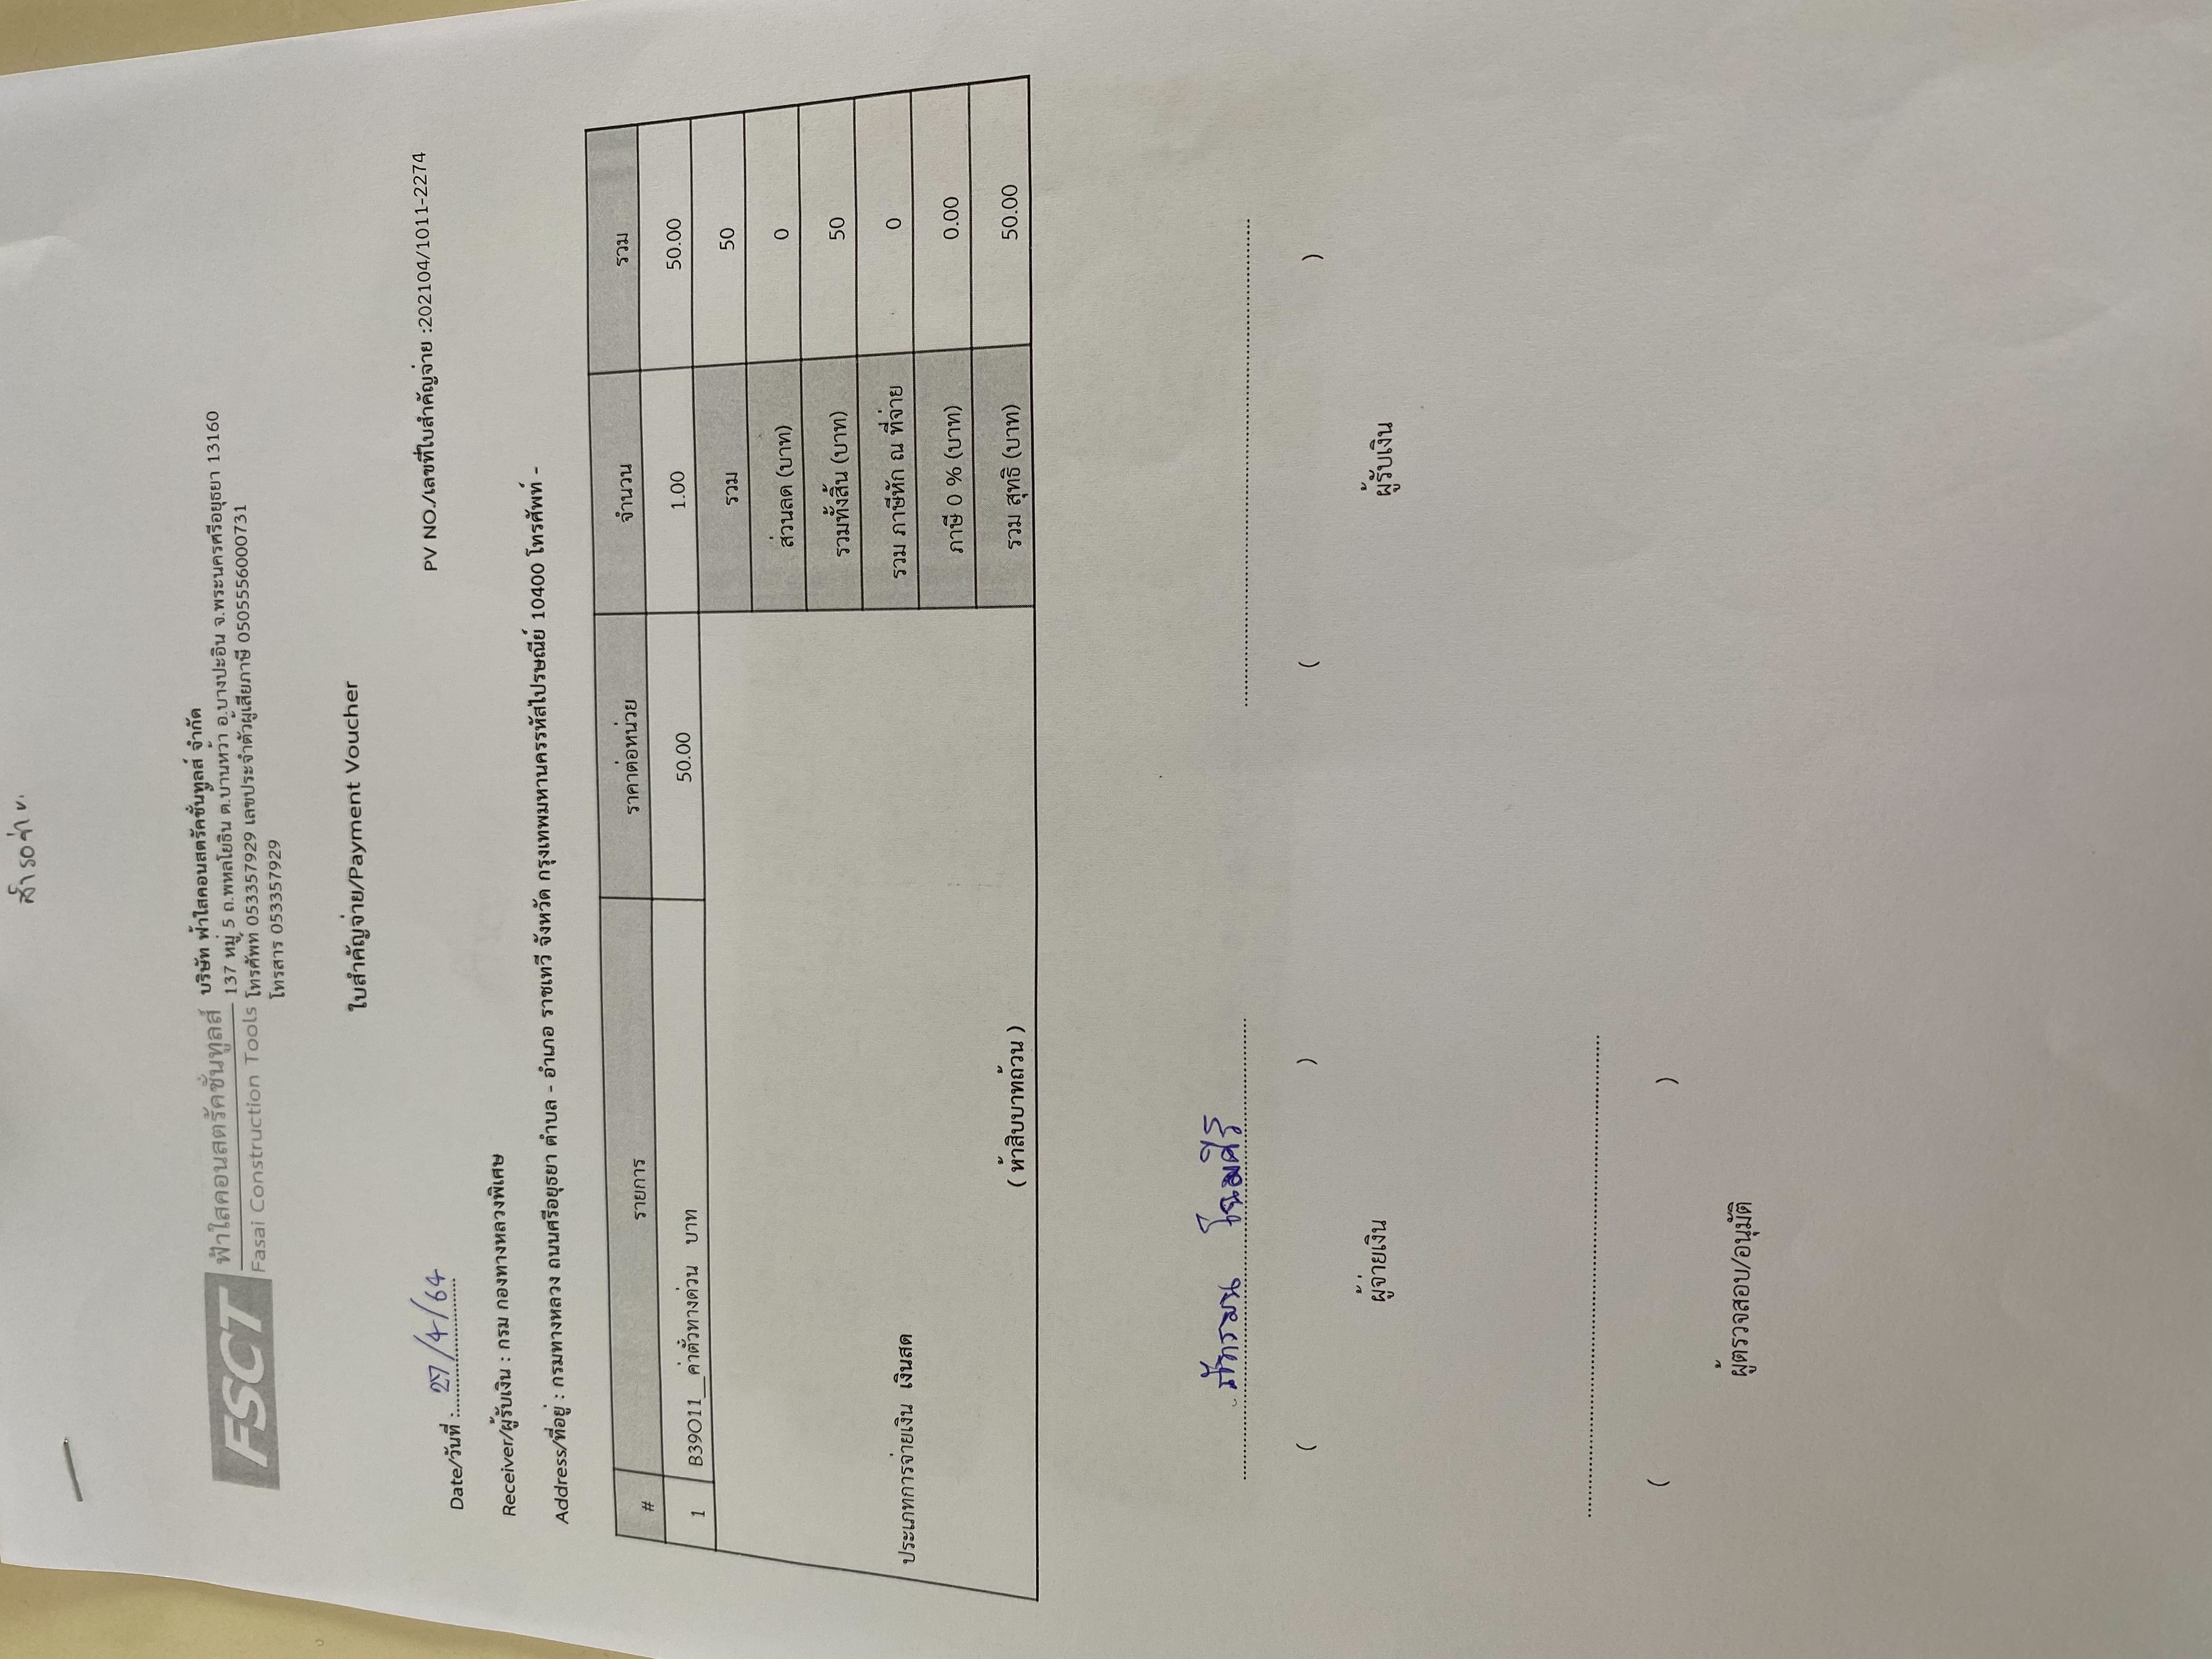 สำรองจ่าย
FSCT
ฟ้าใสคอนสตรัคชั่นทูลส์
Fasai Construction Tools
บริษัท ฟ้าใสคอนสตรัคชั่นทูลส์ จำกัด
137 หมู่ 5 ถ.พหลโยธิน ต.บ้านหว้า อ.บางปะอิน จ.พระนครศรีอยุธยา 13160
โทรศัพท์ 053357929 เลขประจำตัวผู้เสียภาษี 0505556000731
โทรสาร 053357929
ใบสำคัญจ่าย/Payment Voucher
PV NO./เลขที่ใบสำคัญจ่าย :202104/1011-2274
Date/วันที่ : 27/4/64
Receiver/ผู้รับเงิน : กรม กองทางหลวงพิเศษ
Address/ที่อยู่ : กรมทางหลวง ถนนศรีอยุธยา ตำบล - อำเภอ ราชเทวี จังหวัด กรุงเทพมหานครรหัสไปรษณีย์ 10400 โทรศัพท์ -
# รายการ ราคาต่อหน่วย จำนวน รวม
1 B39O11__ค่าตั๋วทางด่วน บาท 50.00 1.00 50.00
รวม 50
ส่วนลด (บาท) 0
รวมทั้งสิ้น (บาท) 50
ประเภทการจ่ายเงิน เงินสด รวม ภาษีหัก ณ ที่จ่าย 0
ภาษี 0 % (บาท) 0.00
( ห้าสิบบาทถ้วน ) รวม สุทธิ (บาท) 50.00
( ) ( )
ผู้จ่ายเงิน ผู้รับเงิน
( )
ผู้ตรวจสอบ/อนุมัติ